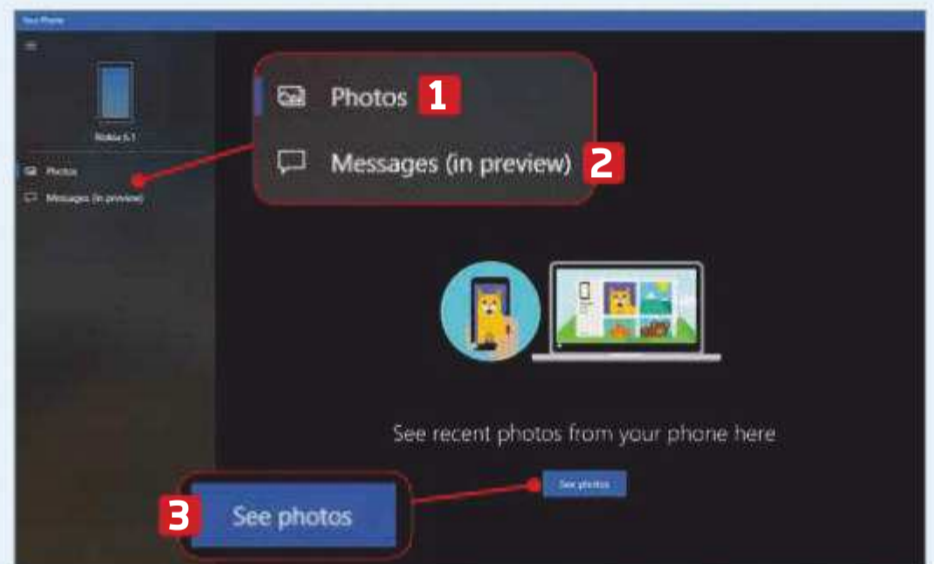 Your Phone
Nokia 6.1
Photos
Messages (in preview)
Photos 1
Messages (in preview) 2
See recent photos from your phone here
See photos
3 See photos